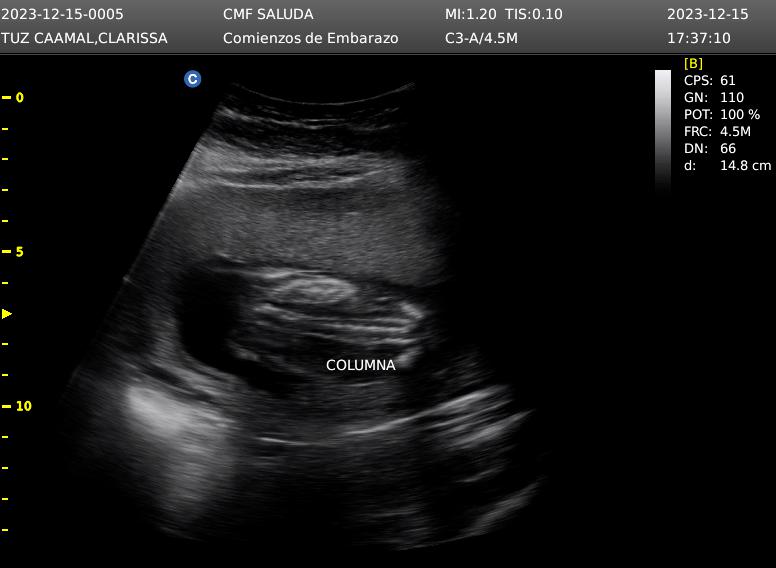 2023-12-15-0005 CMF SALUDA MI:1.20 TIS:0.10 2023-12-15
TUZ CAAMAL,CLARISSA Comienzos de Embarazo C3-A/4.5M 17:37:10
[B]
C
CPS: 61
0
GN: 110
POT: 100 %
FRC: 4.5M
DN: 66
d: 14.8 cm
5
COLUMNA
10